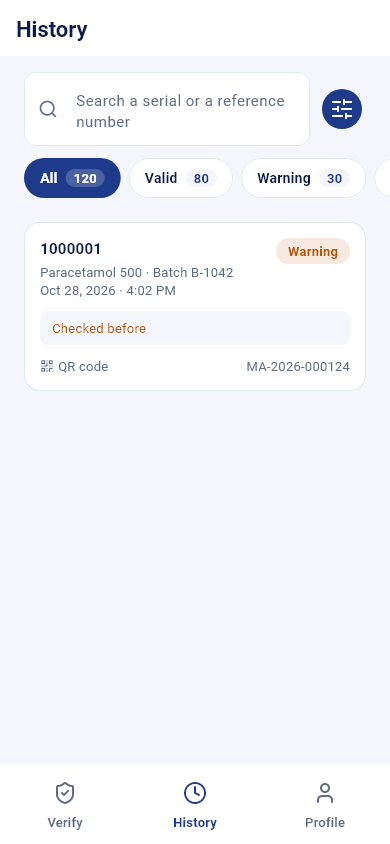 History
Search a serial or a reference
number
All 120 Valid 80 Warning 30
1000001 Warning
Paracetamol 500 · Batch B-1042
Oct 28, 2026 · 4:02 PM
Checked before
QR code MA-2026-000124
Verify History Profile